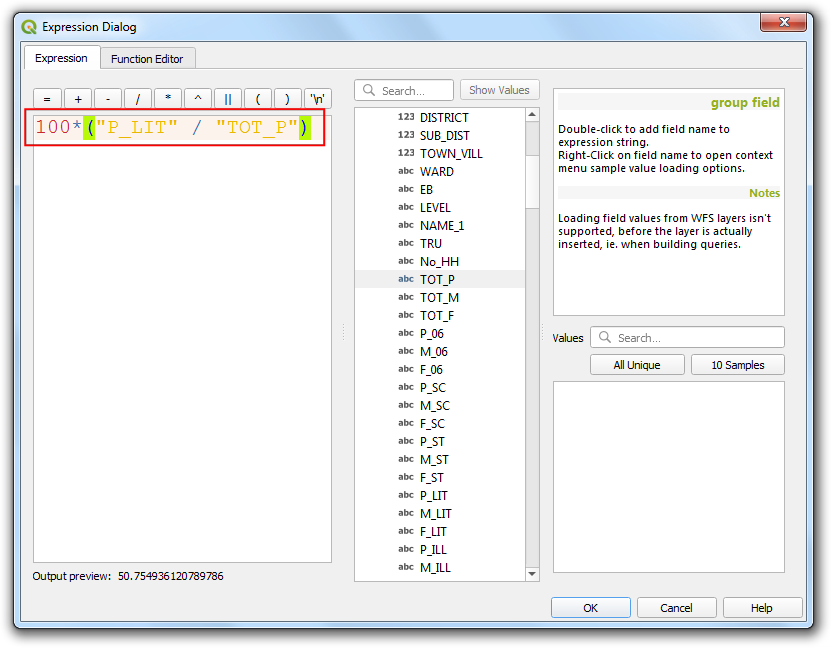 Expression Dialog
Expression
Function Editor
= + - / * ^ || ( ) '\n'
100*("P_LIT" / "TOT_P")
Output preview: 50.754936120789786
Search...
Show Values
123 DISTRICT
123 SUB_DIST
123 TOWN_VILL
abc WARD
abc EB
abc LEVEL
abc NAME_1
abc TRU
abc No_HH
abc TOT_P
abc TOT_M
abc TOT_F
abc P_06
abc M_06
abc F_06
abc P_SC
abc M_SC
abc F_SC
abc P_ST
abc M_ST
abc F_ST
abc P_LIT
abc M_LIT
abc F_LIT
abc P_ILL
abc M_ILL
group field
Double-click to add field name to
expression string.
Right-Click on field name to open context
menu sample value loading options.
Notes
Loading field values from WFS layers isn't
supported, before the layer is actually
inserted, ie. when building queries.
Values
Search...
All Unique
10 Samples
OK
Cancel
Help